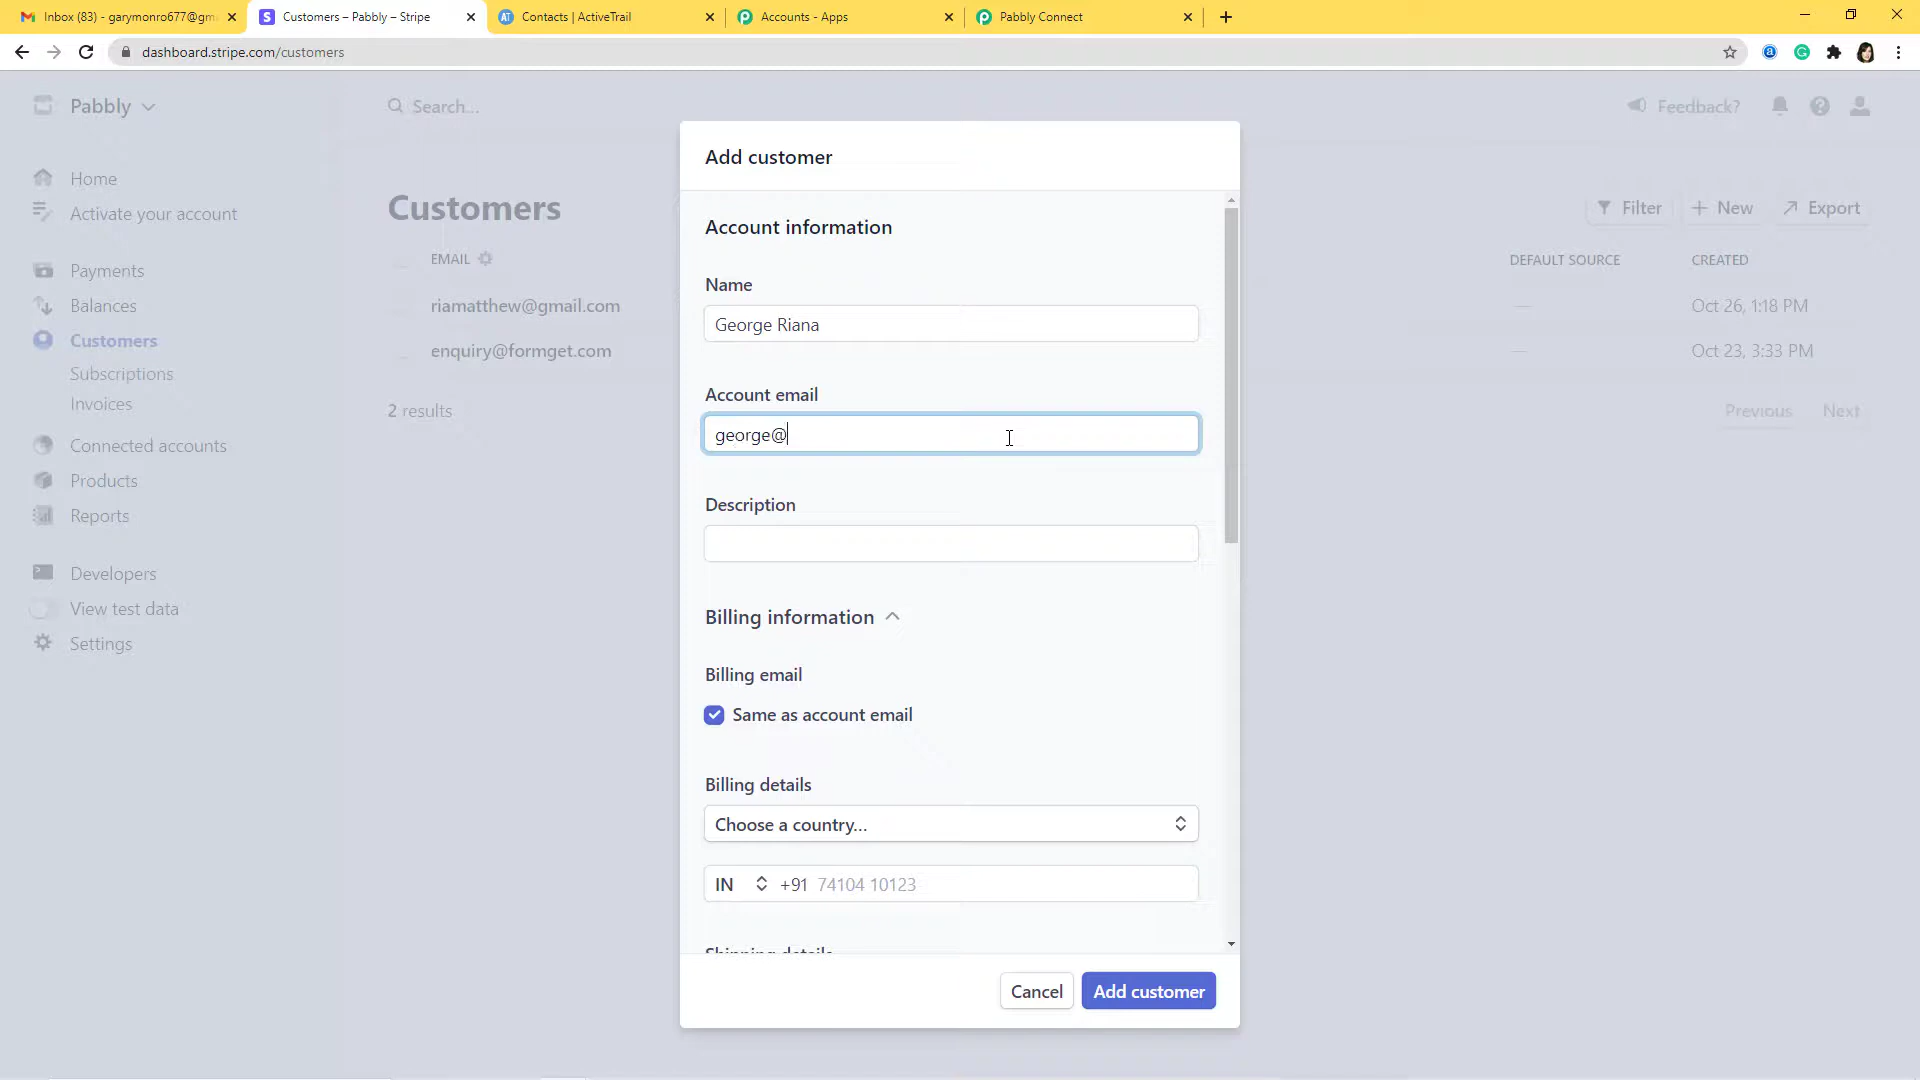 Inbox (83) - garymonro677@gm
Customers – Pabbly – Stripe
Contacts | ActiveTrail
Accounts - Apps
Pabbly Connect
dashboard.stripe.com/customers
Pabbly
Search...
Feedback?
Home
Activate your account
Payments
Balances
Customers
Subscriptions
Invoices
Connected accounts
Products
Reports
Developers
View test data
Settings
Customers
Filter
New
Export
EMAIL
DEFAULT SOURCE
CREATED
riamatthew@gmail.com
Oct 26, 1:18 PM
enquiry@formget.com
Oct 23, 3:33 PM
2 results
Previous
Next
Add customer
Account information
Name
George Riana
Account email
george@
Description
Billing information
Billing email
Same as account email
Billing details
Choose a country...
IN +91 74104 10123
Shipping details
Cancel
Add customer